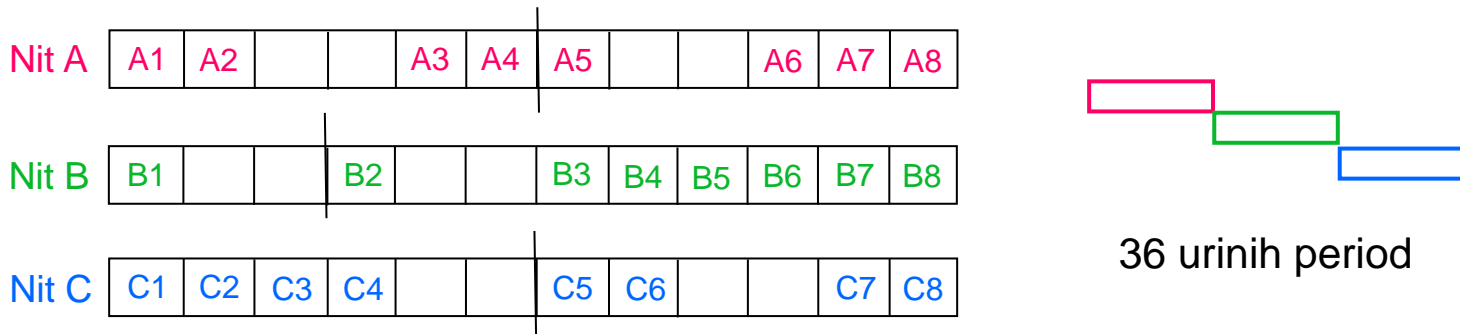 Nit A A1 A2 A3 A4 A5 A6 A7 A8
Nit B B1 B2 B3 B4 B5 B6 B7 B8
Nit C C1 C2 C3 C4 C5 C6 C7 C8
36 urinih period